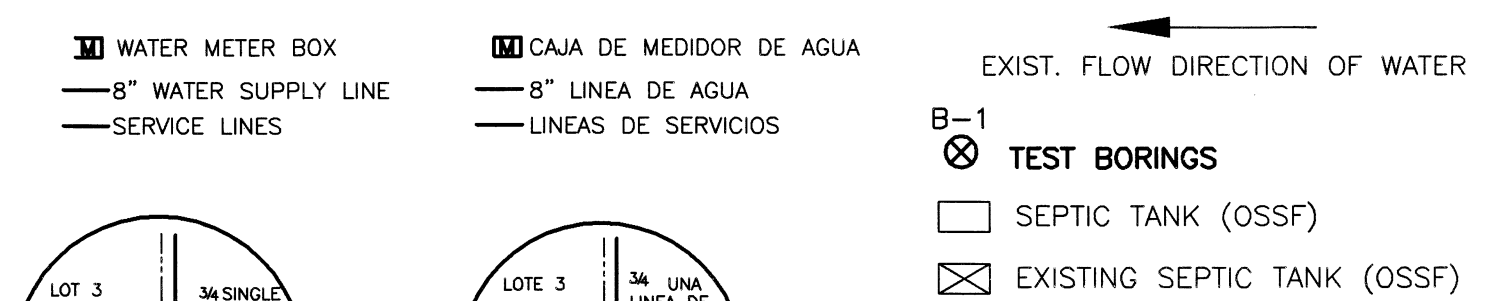 M WATER METER BOX
8" WATER SUPPLY LINE
SERVICE LINES
LOT 3
3/4 SINGLE
M CAJA DE MEDIDOR DE AGUA
8" LINEA DE AGUA
LINEAS DE SERVICIOS
LOTE 3
3/4 UNA
LINEA DE
EXIST. FLOW DIRECTION OF WATER
B-1
TEST BORINGS
SEPTIC TANK (OSSF)
EXISTING SEPTIC TANK (OSSF)